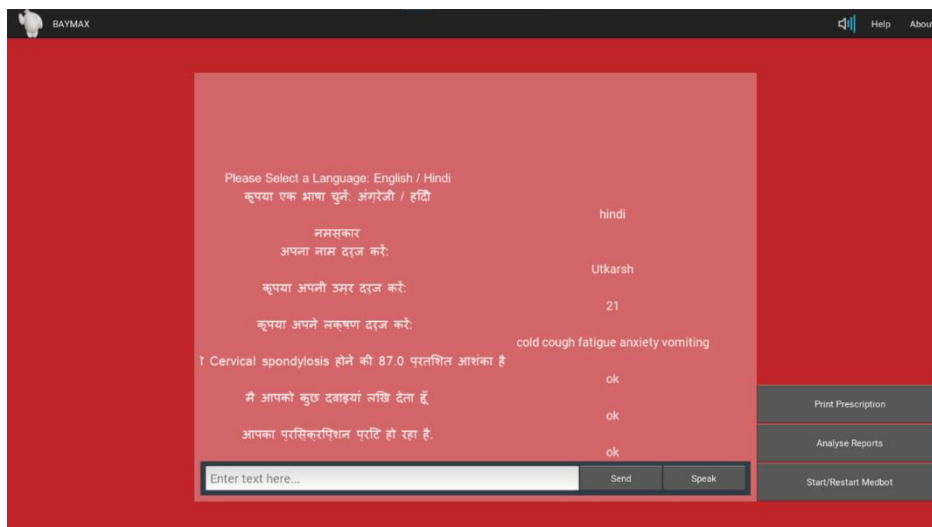 BAYMAX
Help
Abou
Please Select a Language: English / Hindi
कृपया एक भाषा चुनें: अंग्रेजी / हिंदी
hindi
नमस्कार
अपना नाम दर्ज करें:
Utkarsh
कृपया अपनी उम्र दर्ज करें:
21
कृपया अपने लक्षण दर्ज करें:
cold cough fatigue anxiety vomiting
Cervical spondylosis होने की 87.0 प्रतिशत आशंका है
ok
मै आपको कुछ दवाइयां लिख देता हूँ
ok
आपका प्रिस्क्रिप्शन प्रिंट हो रहा है.
ok
Print Prescription
Analyse Reports
Enter text here...
Send
Speak
Start/Restart Medbot